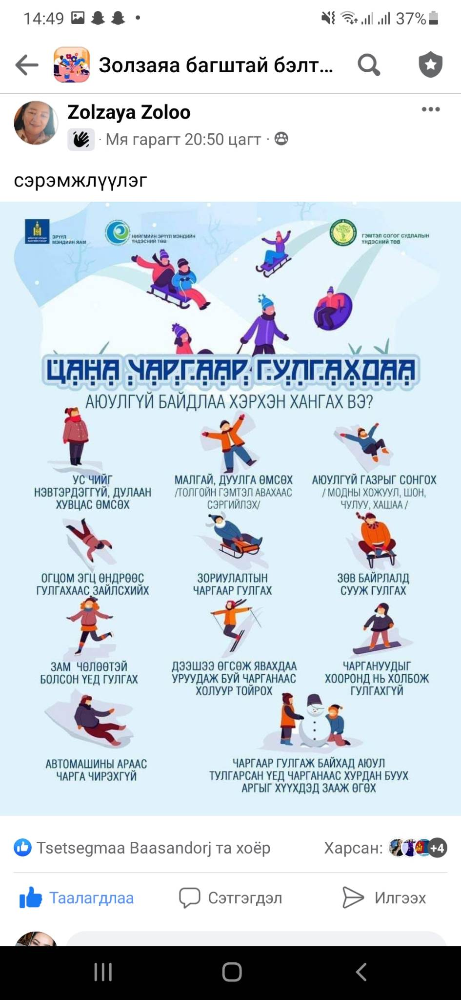 14:49
37%
Золзаяа багштай бэлт...
Zolzaya Zoloo
· Мя гарагт 20:50 цагт ·
сэрэмжлүүлэг
ЭРҮҮЛ
МЭНДИЙН ЯАМ
НИЙГМИЙН ЭРҮҮЛ МЭНДИЙН
ҮНДЭСНИЙ ТӨВ
ГЭМТЭЛ СОГОГ СУДЛАЛЫН
ҮНДЭСНИЙ ТӨВ
ЦАНА ЧАРГААР ГУЛГАХДАА
АЮУЛГҮЙ БАЙДЛАА ХЭРХЭН ХАНГАХ ВЭ?
УС ЧИЙГ
НЭВТЭРДЭГГҮЙ, ДУЛААН
ХУВЦАС ӨМСӨХ
МАЛГАЙ, ДУУЛГА ӨМСӨХ
/ТОЛГОЙН ГЭМТЭЛ АВАХААС
СЭРГИЙЛЭХ/
АЮУЛГҮЙ ГАЗРЫГ СОНГОХ
/ МОДНЫ ХОЖУУЛ, ШОН,
ЧУЛУУ, ХАШАА /
ОГЦОМ ЭГЦ ӨНДРӨӨС
ГУЛГАХААС ЗАЙЛСХИЙХ
ЗОРИУЛАЛТЫН
ЧАРГААР ГУЛГАХ
ЗӨВ БАЙРЛАЛД
СУУЖ ГУЛГАХ
ЗАМ ЧӨЛӨӨТЭЙ
БОЛСОН ҮЕД ГУЛГАХ
ДЭЭШЭЭ ӨГСӨЖ ЯВАХДАА
УРУУДАЖ БУЙ ЧАРГАНААС
ХОЛУУР ТОЙРОХ
ЧАРГАНУУДЫГ
ХООРОНД НЬ ХОЛБОЖ
ГУЛГАХГҮЙ
АВТОМАШИНЫ АРААС
ЧАРГА ЧИРЭХГҮЙ
ЧАРГААР ГУЛГАЖ БАЙХАД АЮУЛ
ТУЛГАРСАН ҮЕД ЧАРГАНААС ХУРДАН БУУХ
АРГЫГ ХҮҮХДЭД ЗААЖ ӨГӨХ
Tsetsegmaa Baasandorj та хоёр
Харсан:
+4
Таалагдлаа
Сэтгэгдэл
Илгээх